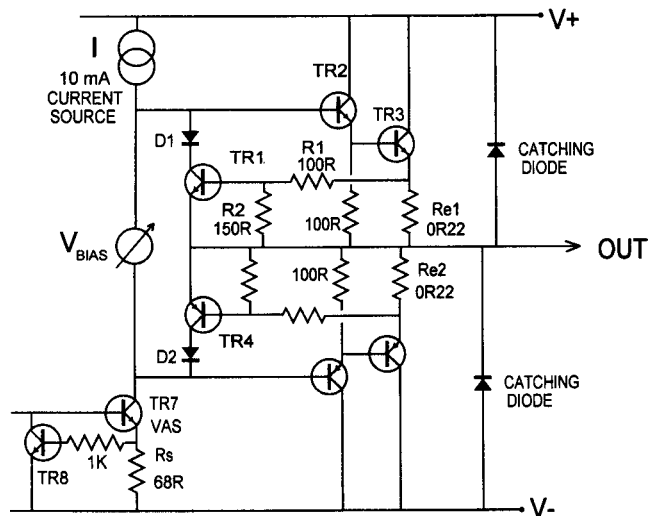 V+
I
10 mA
CURRENT
SOURCE
TR2
TR3
D1
TR1
R1
100R
CATCHING
DIODE
R2
150R
100R
Re1
0R22
VBIAS
OUT
100R
Re2
0R22
TR4
D2
CATCHING
DIODE
TR7
VAS
TR8
1K
Rs
68R
V-